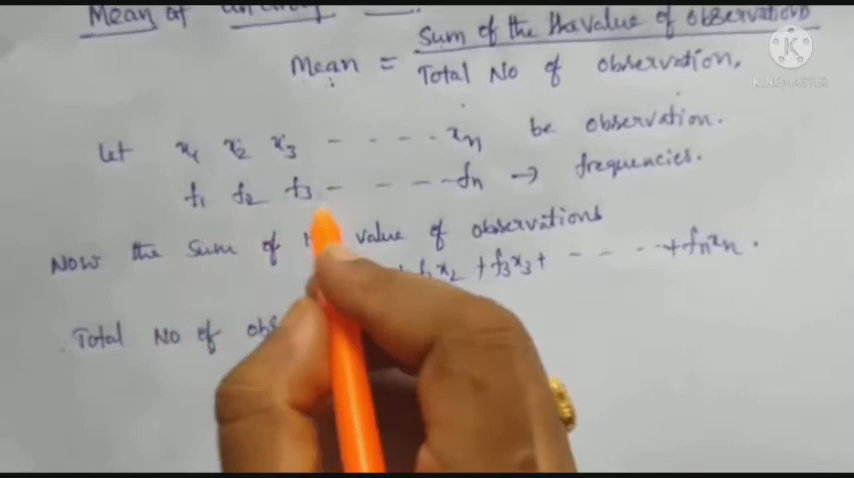 Mean of
Sum of the the value of observations
Mean = Total No of observation.
K
KINEMASTER
Let x₁ x₂ x₃ - - - - - xₙ be observation.
f₁ f₂ f₃ - - - - fₙ → frequencies.
Now the sum of value of observations
f₂x₂ + f₃x₃ + - - - - - + fₙxₙ.
Total No of